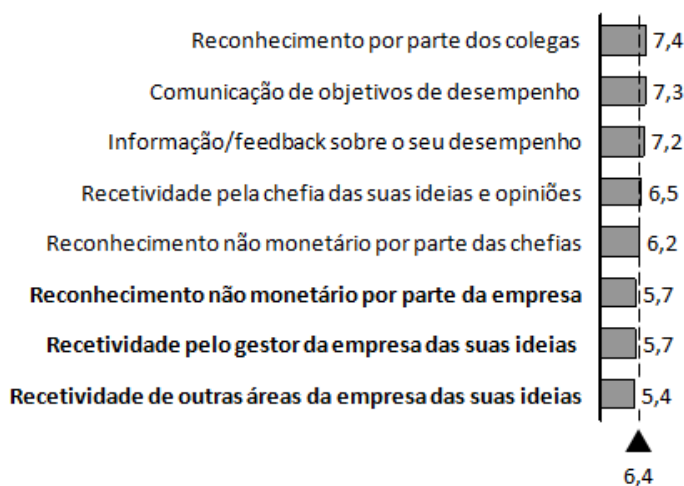 Reconhecimento por parte dos colegas 7,4
Comunicação de objetivos de desempenho 7,3
Informação/feedback sobre o seu desempenho 7,2
Recetividade pela chefia das suas ideias e opiniões 6,5
Reconhecimento não monetário por parte das chefias 6,2
Reconhecimento não monetário por parte da empresa 5,7
Recetividade pelo gestor da empresa das suas ideias 5,7
Recetividade de outras áreas da empresa das suas ideias 5,4
6,4